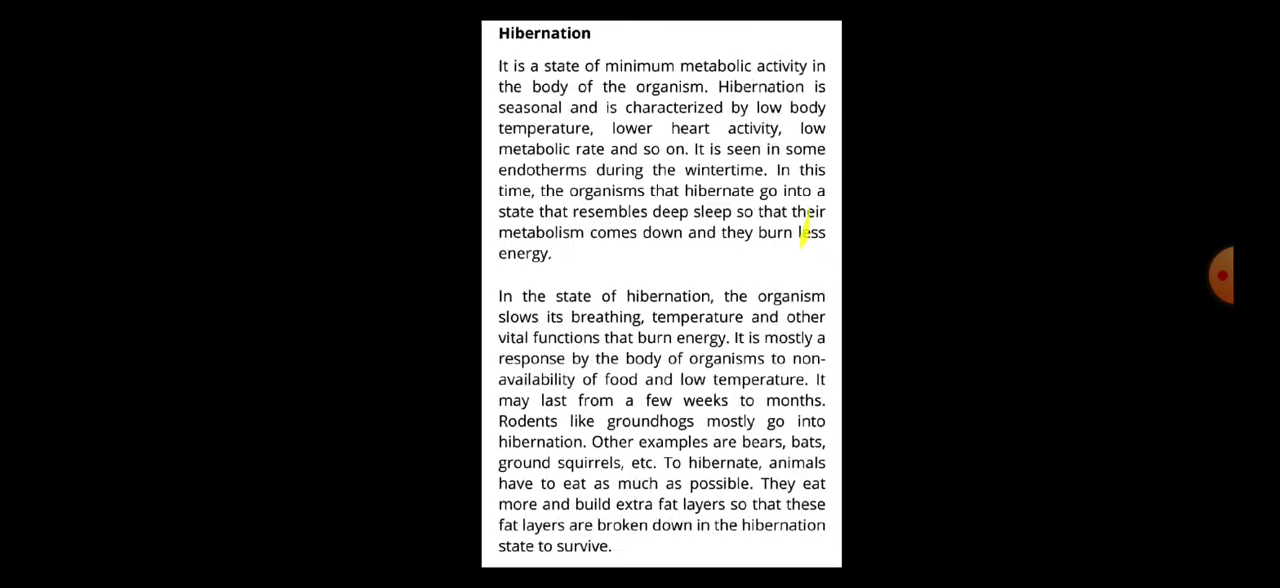 Hibernation
It is a state of minimum metabolic activity in
the body of the organism. Hibernation is
seasonal and is characterized by low body
temperature, lower heart activity, low
metabolic rate and so on. It is seen in some
endotherms during the wintertime. In this
time, the organisms that hibernate go into a
state that resembles deep sleep so that their
metabolism comes down and they burn less
energy.
In the state of hibernation, the organism
slows its breathing, temperature and other
vital functions that burn energy. It is mostly a
response by the body of organisms to non-
availability of food and low temperature. It
may last from a few weeks to months.
Rodents like groundhogs mostly go into
hibernation. Other examples are bears, bats,
ground squirrels, etc. To hibernate, animals
have to eat as much as possible. They eat
more and build extra fat layers so that these
fat layers are broken down in the hibernation
state to survive.